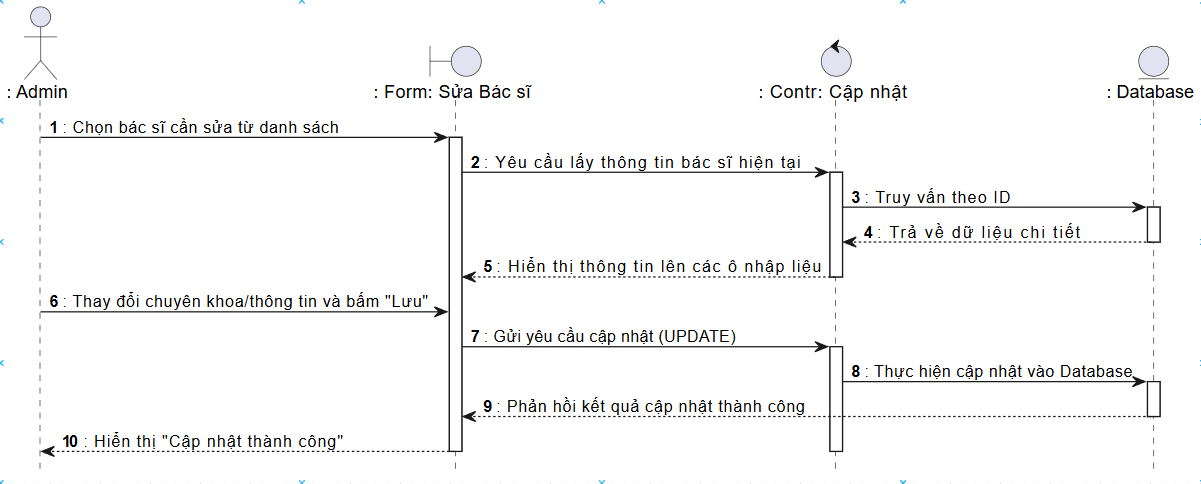 : Admin
: Form: Sửa Bác sĩ
: Contr: Cập nhật
: Database
1 : Chọn bác sĩ cần sửa từ danh sách
2 : Yêu cầu lấy thông tin bác sĩ hiện tại
3 : Truy vấn theo ID
4 : Trả về dữ liệu chi tiết
5 : Hiển thị thông tin lên các ô nhập liệu
6 : Thay đổi chuyên khoa/thông tin và bấm "Lưu"
7 : Gửi yêu cầu cập nhật (UPDATE)
8 : Thực hiện cập nhật vào Database
9 : Phản hồi kết quả cập nhật thành công
10 : Hiển thị "Cập nhật thành công"